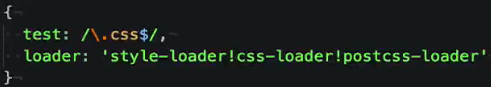 {
test: /\.css$/,
loader: 'style-loader!css-loader!postcss-loader'
}